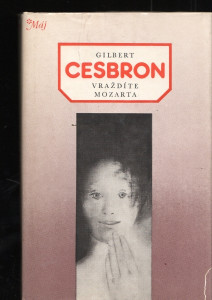 Máj
GILBERT
CESBRON
VRAŽDÍTE
MOZARTA